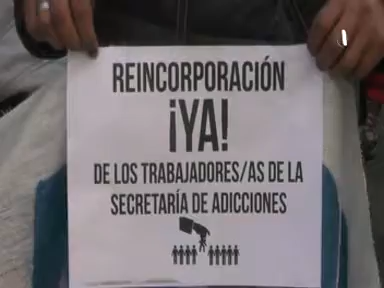 REINCORPORACIÓN
¡YA!
DE LOS TRABAJADORES/AS DE LA
SECRETARÍA DE ADICCIONES